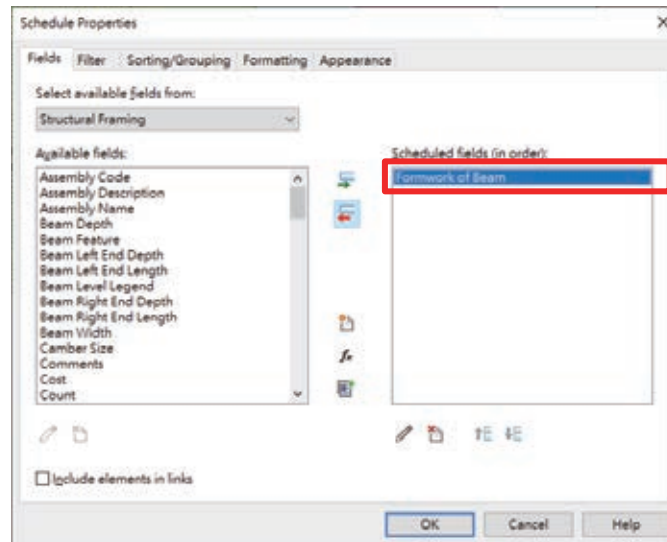 Schedule Properties
Fields Filter Sorting/Grouping Formatting Appearance
Select available fields from:
Structural Framing
Available fields:
Scheduled fields (in order):
Assembly Code
Assembly Description
Assembly Name
Beam Depth
Beam Feature
Beam Left End Depth
Beam Left End Length
Beam Level Legend
Beam Right End Depth
Beam Right End Length
Beam Width
Camber Size
Comments
Cost
Count
Formwork of Beam
fx
Include elements in links
OK Cancel Help